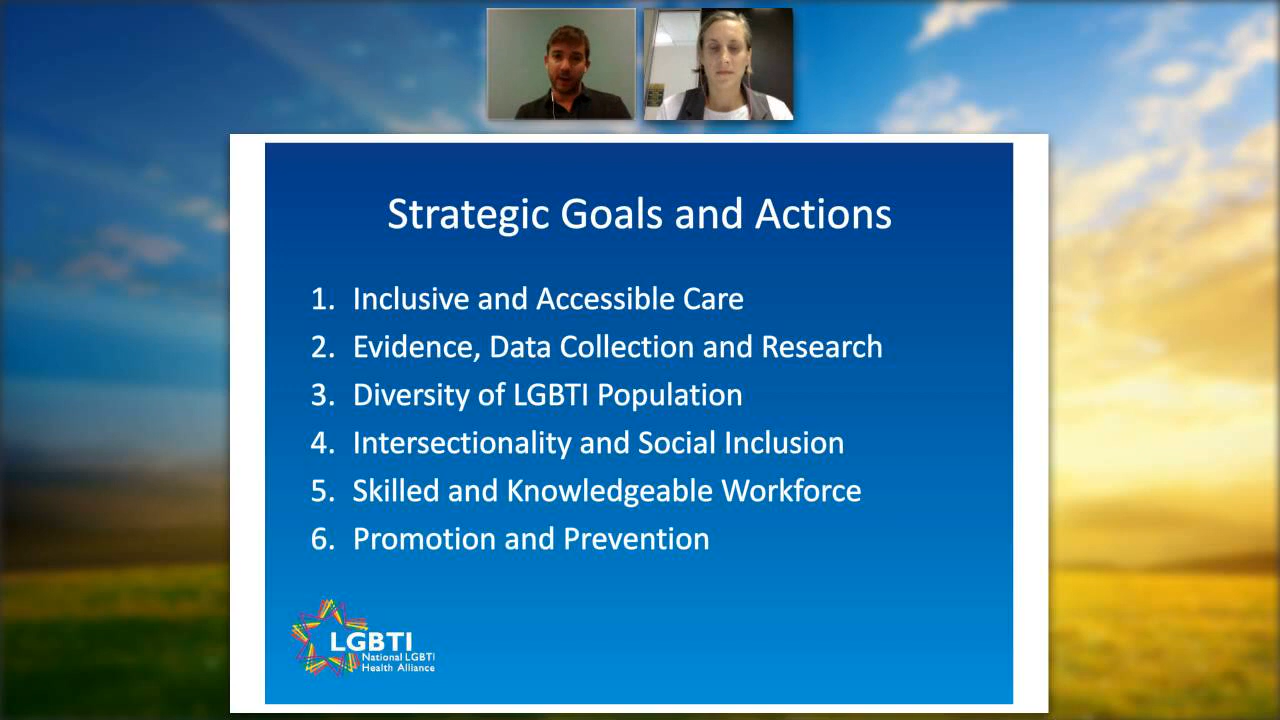 Strategic Goals and Actions
1. Inclusive and Accessible Care
2. Evidence, Data Collection and Research
3. Diversity of LGBTI Population
4. Intersectionality and Social Inclusion
5. Skilled and Knowledgeable Workforce
6. Promotion and Prevention
LGBTI
National LGBTI
Health Alliance